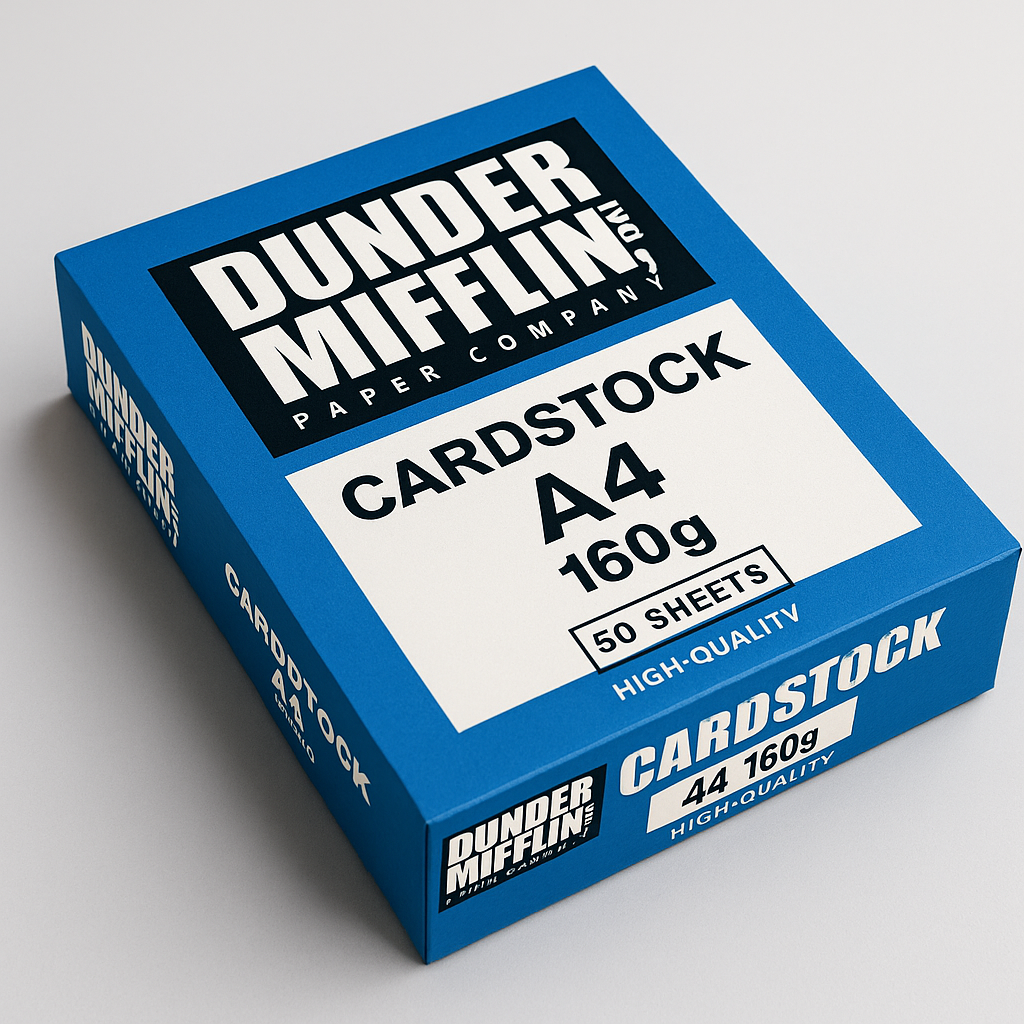 DUNDER
MIFFLIN,
PAPER COMPANY
CARDSTOCK
A4
160g
50 SHEETS
HIGH-QUALITY
DUNDER
MIFFLIN
CARDDTOCK
A4
DUNDER
MIFFLIN
CARDSTOCK
44 160g
HIGH-QUALITY